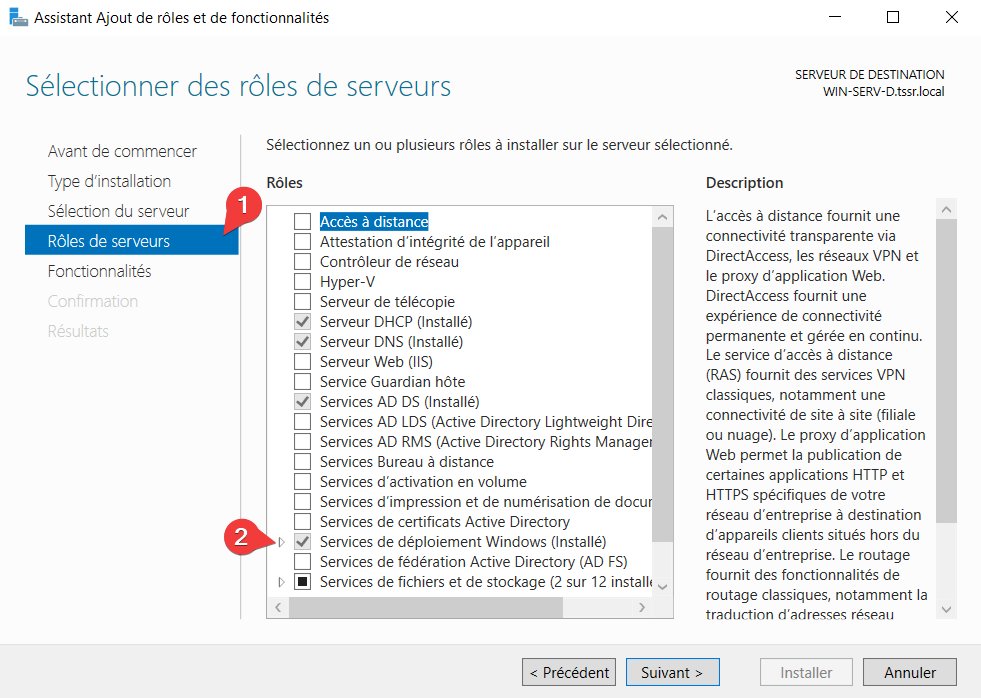 Assistant Ajout de rôles et de fonctionnalités
Sélectionner des rôles de serveurs
SERVEUR DE DESTINATION
WIN-SERV-D.tssr.local
Avant de commencer
Type d’installation
Sélection du serveur
Rôles de serveurs
Fonctionnalités
Confirmation
Résultats
1
2
Sélectionnez un ou plusieurs rôles à installer sur le serveur sélectionné.
Rôles
Accès à distance
Attestation d’intégrité de l’appareil
Contrôleur de réseau
Hyper-V
Serveur de télécopie
Serveur DHCP (Installé)
Serveur DNS (Installé)
Serveur Web (IIS)
Service Guardian hôte
Services AD DS (Installé)
Services AD LDS (Active Directory Lightweight Dire
Services AD RMS (Active Directory Rights Manager
Services Bureau à distance
Services d’activation en volume
Services d’impression et de numérisation de docur
Services de certificats Active Directory
Services de déploiement Windows (Installé)
Services de fédération Active Directory (AD FS)
Services de fichiers et de stockage (2 sur 12 installe
Description
L’accès à distance fournit une
connectivité transparente via
DirectAccess, les réseaux VPN et
le proxy d’application Web.
DirectAccess fournit une
expérience de connectivité
permanente et gérée en continu.
Le service d’accès à distance
(RAS) fournit des services VPN
classiques, notamment une
connectivité de site à site (filiale
ou nuage). Le proxy d’application
Web permet la publication de
certaines applications HTTP et
HTTPS spécifiques de votre
réseau d’entreprise à destination
d’appareils clients situés hors du
réseau d’entreprise. Le routage
fournit des fonctionnalités de
routage classiques, notamment la
traduction d’adresses réseau
< Précédent
Suivant >
Installer
Annuler